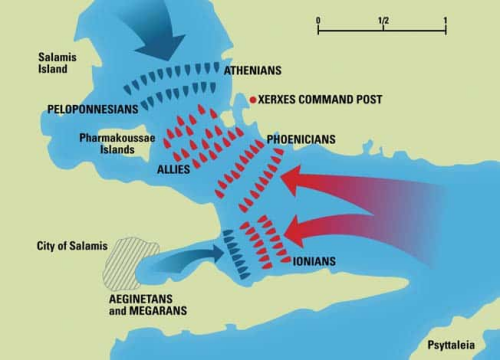 0 1/2 1
Salamis
Island
ATHENIANS
PELOPONNESIANS
XERXES COMMAND POST
Pharmakoussae
Islands
PHOENICIANS
ALLIES
City of Salamis
IONIANS
AEGINETANS
and MEGARANS
Psyttaleia